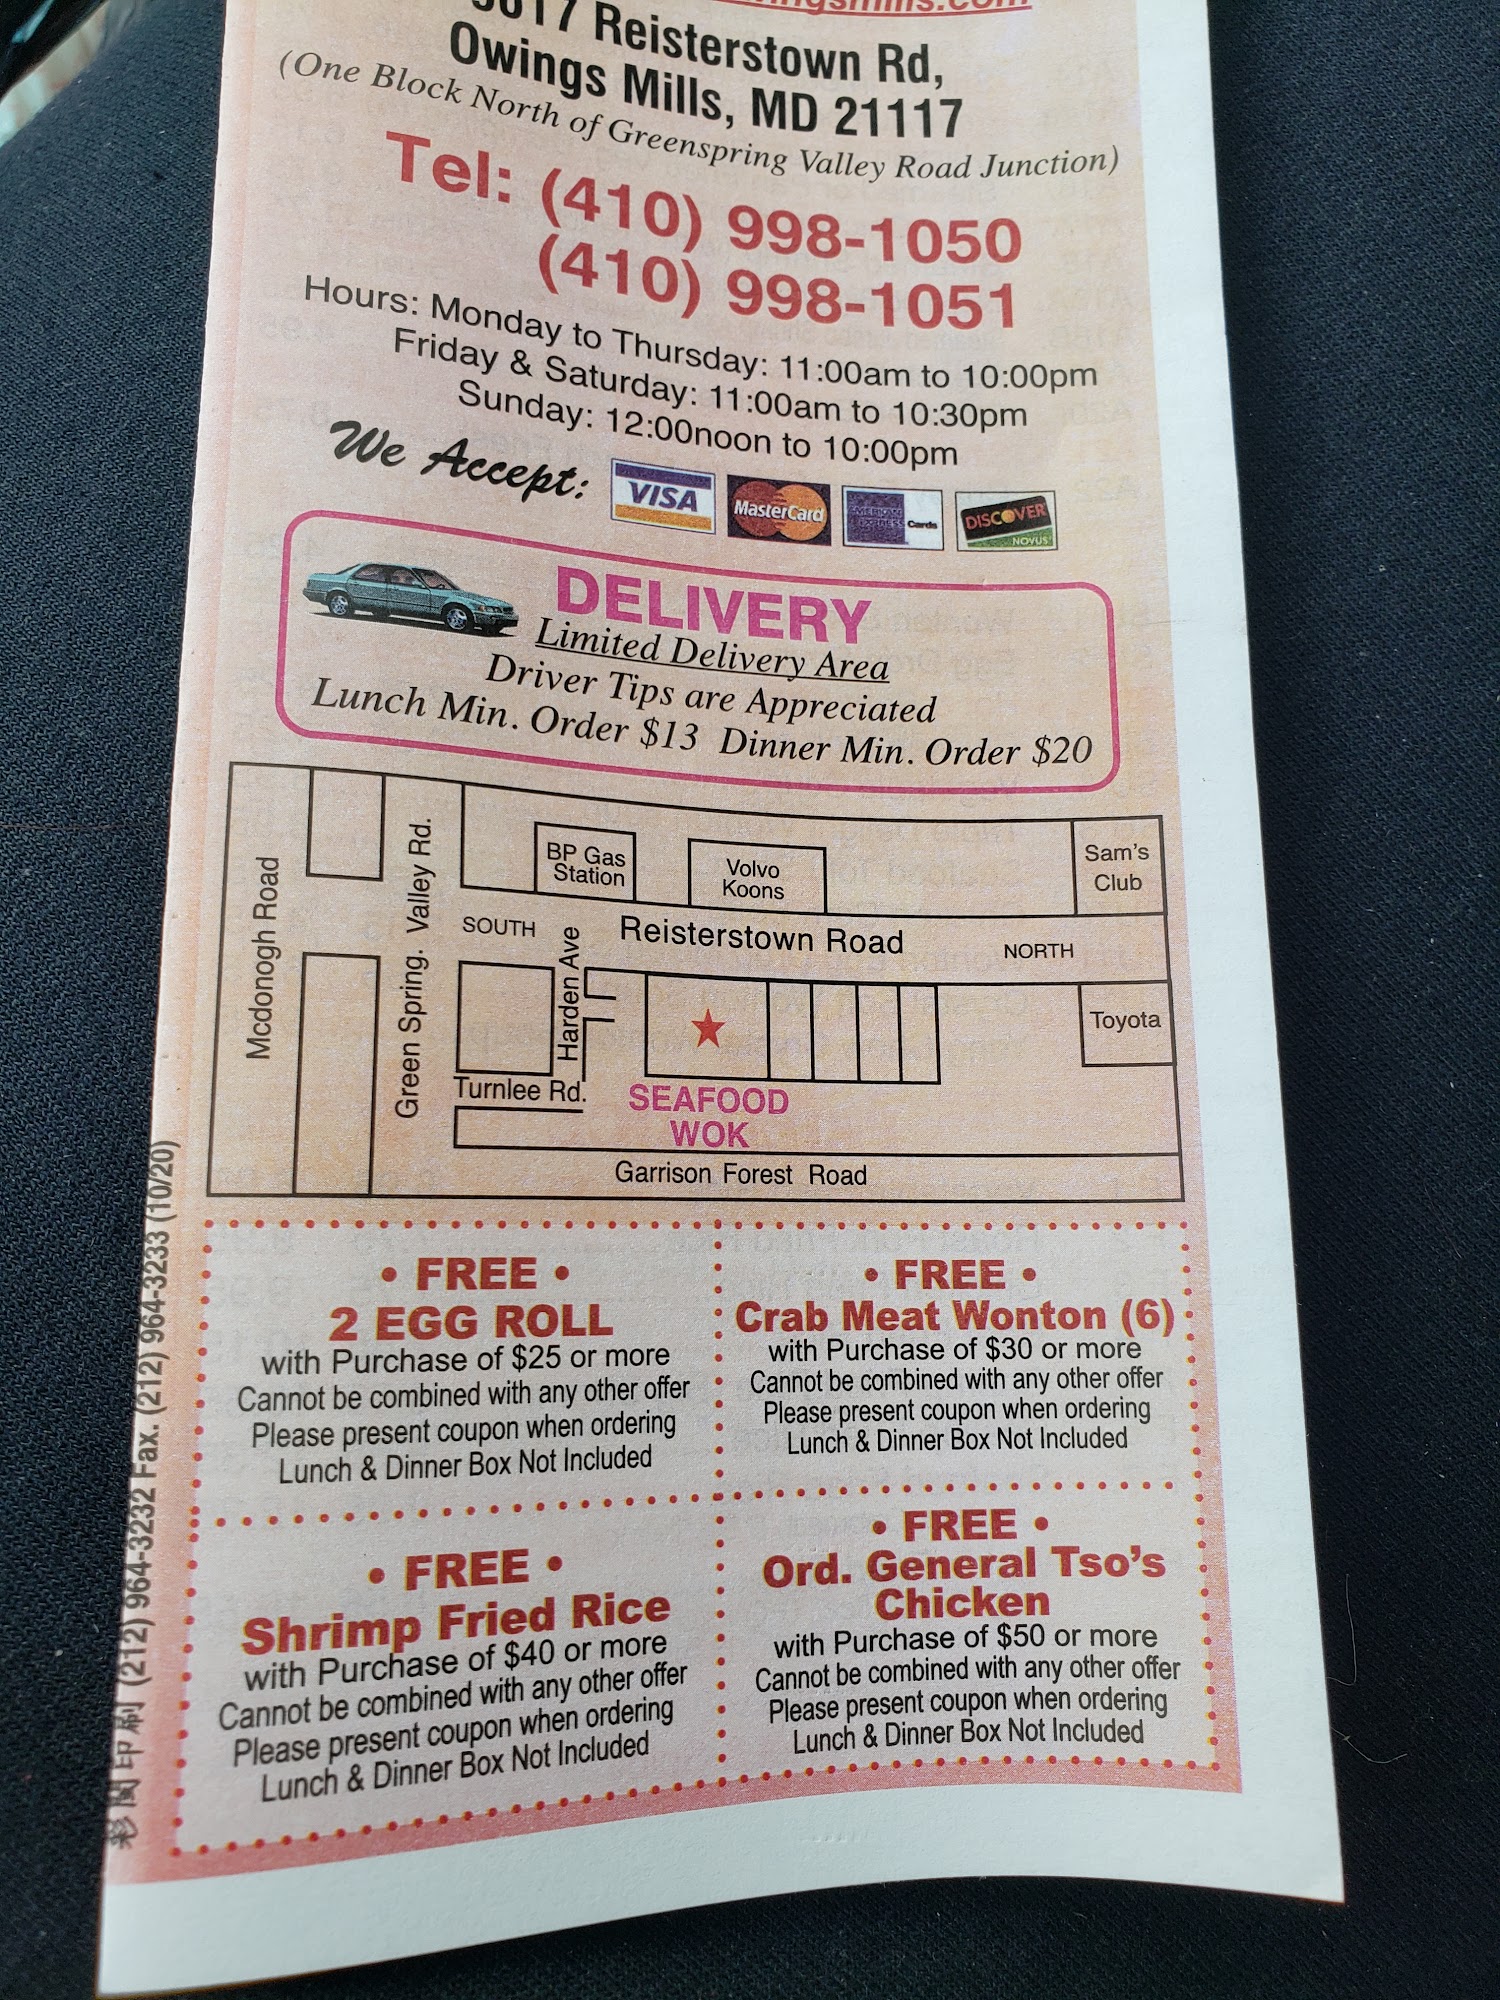 Reisterstown Rd,
Owings Mills, MD 21117
(One Block North of Greenspring Valley Road Junction)
Tel: (410) 998-1050
(410) 998-1051
Hours: Monday to Thursday: 11:00am to 10:00pm
Friday & Saturday: 11:00am to 10:30pm
Sunday: 12:00noon to 10:00pm
We Accept:
VISA
MasterCard
AMERICAN EXPRESS Cards
DISCOVER
NOVUS
DELIVERY
Limited Delivery Area
Driver Tips are Appreciated
Lunch Min. Order $13 Dinner Min. Order $20
Mcdonogh Road
Green Spring. Valley Rd.
BP Gas
Station
Volvo
Koons
Sam's
Club
SOUTH
Reisterstown Road
NORTH
Harden Ave
Toyota
Turnlee Rd.
SEAFOOD
WOK
Garrison Forest Road
• FREE •
2 EGG ROLL
with Purchase of $25 or more
Cannot be combined with any other offer
Please present coupon when ordering
Lunch & Dinner Box Not Included
• FREE •
Crab Meat Wonton (6)
with Purchase of $30 or more
Cannot be combined with any other offer
Please present coupon when ordering
Lunch & Dinner Box Not Included
• FREE •
Shrimp Fried Rice
with Purchase of $40 or more
Cannot be combined with any other offer
Please present coupon when ordering
Lunch & Dinner Box Not Included
• FREE •
Ord. General Tso's
Chicken
with Purchase of $50 or more
Cannot be combined with any other offer
Please present coupon when ordering
Lunch & Dinner Box Not Included
印刷 (212) 964-3232 Fax. (212) 964-3233 (10/20)